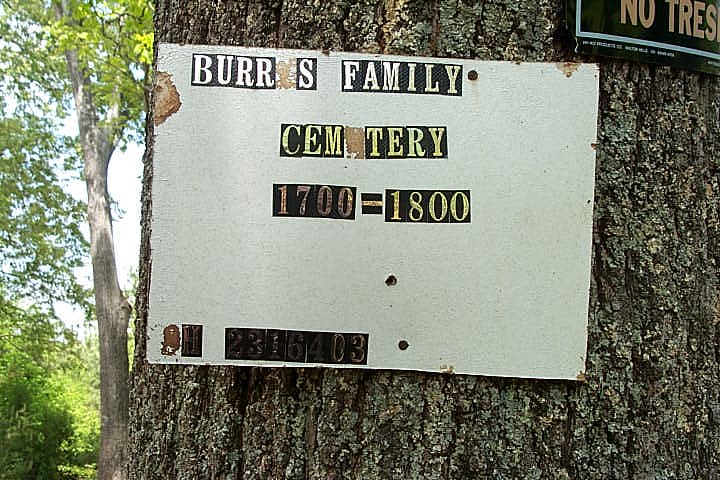 NO TRES
BURR S FAMILY
CEM TERY
1700-1800
M 2316403